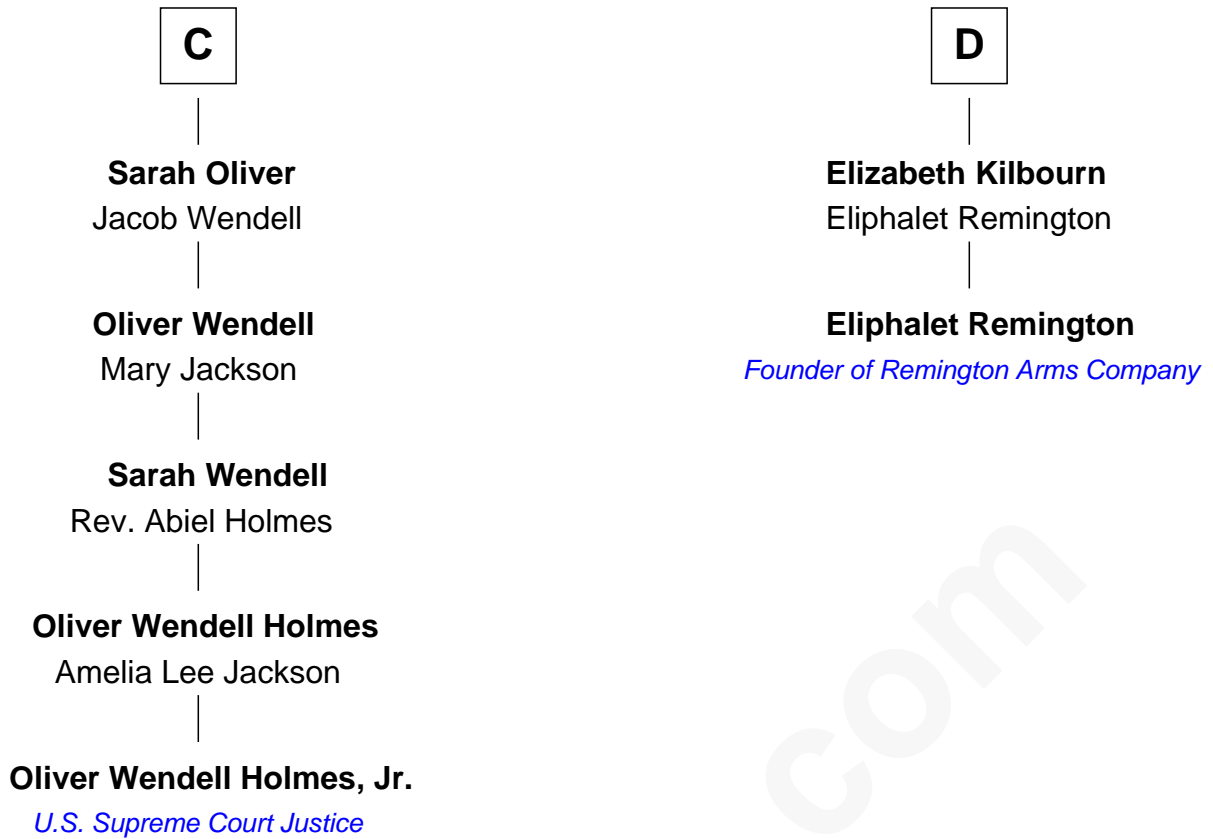 C
Sarah Oliver
Jacob Wendell
Oliver Wendell
Mary Jackson
Sarah Wendell
Rev. Abiel Holmes
Oliver Wendell Holmes
Amelia Lee Jackson
Oliver Wendell Holmes, Jr.
U.S. Supreme Court Justice
D
Elizabeth Kilbourn
Eliphalet Remington
Eliphalet Remington
Founder of Remington Arms Company
com